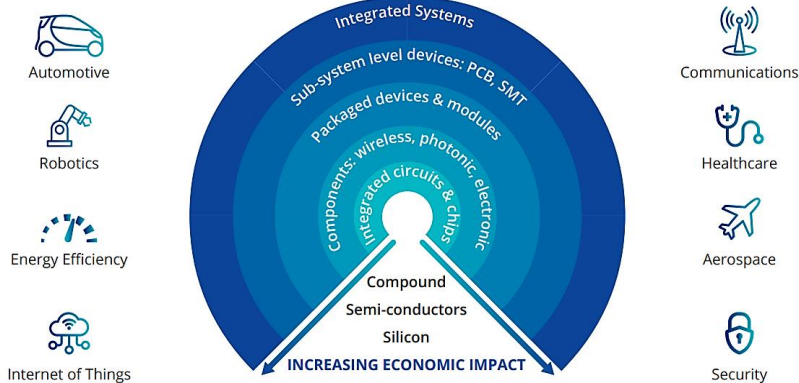 Integrated Systems
Sub-system level devices: PCB, SMT
Packaged devices & modules
Components: wireless, photonic, electronic
Integrated circuits & chips
Compound
Semi-conductors
Silicon
INCREASING ECONOMIC IMPACT
Automotive
Robotics
Energy Efficiency
Internet of Things
Communications
Healthcare
Aerospace
Security